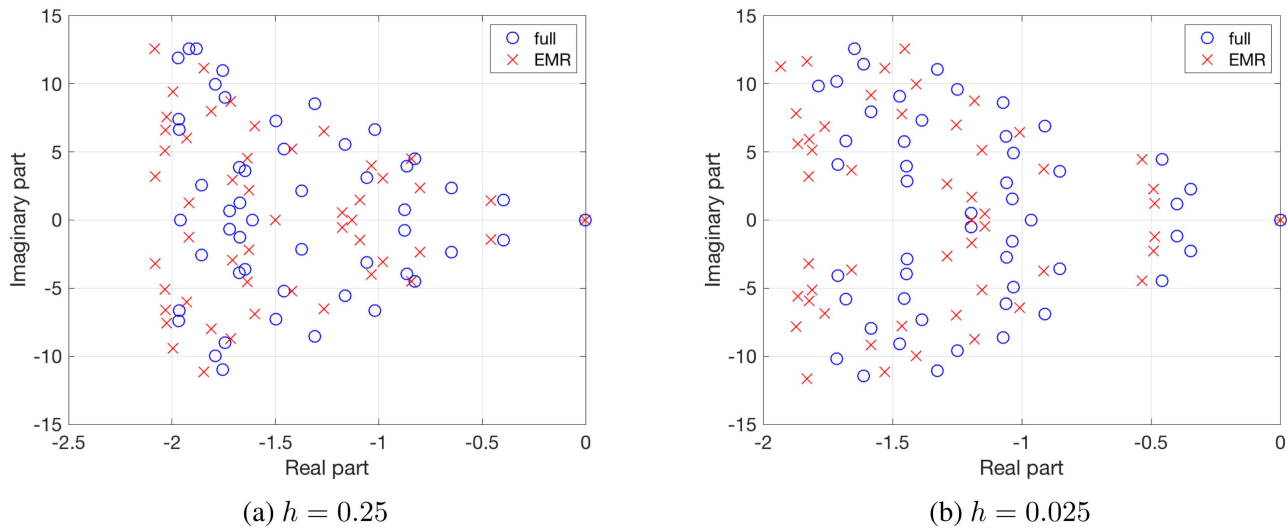 15
10
5
0
-5
-10
-15
Imaginary part
-2.5 -2 -1.5 -1 -0.5 0
Real part
full
EMR
(a) h = 0.25
15
10
5
0
-5
-10
-15
Imaginary part
-2 -1.5 -1 -0.5 0
Real part
full
EMR
(b) h = 0.025